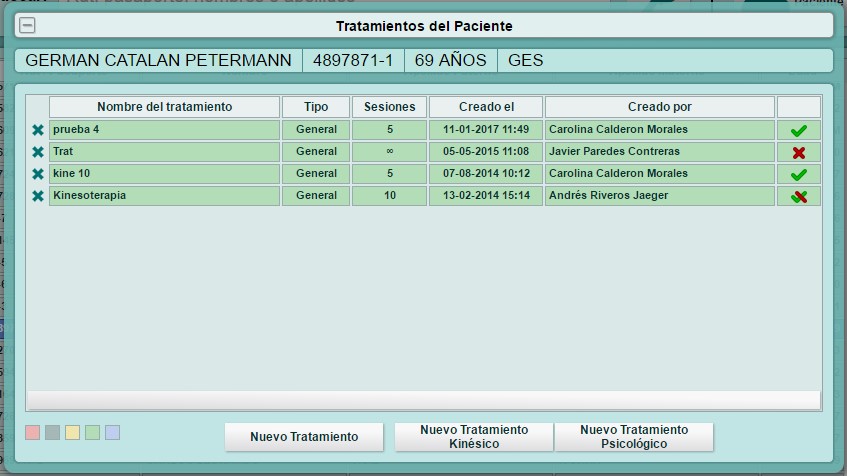 Tratamientos del Paciente
GERMAN CATALAN PETERMANN 4897871-1 69 AÑOS GES
Nombre del tratamiento Tipo Sesiones Creado el Creado por
prueba 4 General 5 11-01-2017 11:49 Carolina Calderon Morales
Trat General ∞ 05-05-2015 11:08 Javier Paredes Contreras
kine 10 General 5 07-08-2014 10:12 Carolina Calderon Morales
Kinesoterapia General 10 13-02-2014 15:14 Andrés Riveros Jaeger
Nuevo Tratamiento
Nuevo Tratamiento
Kinésico
Nuevo Tratamiento
Psicológico